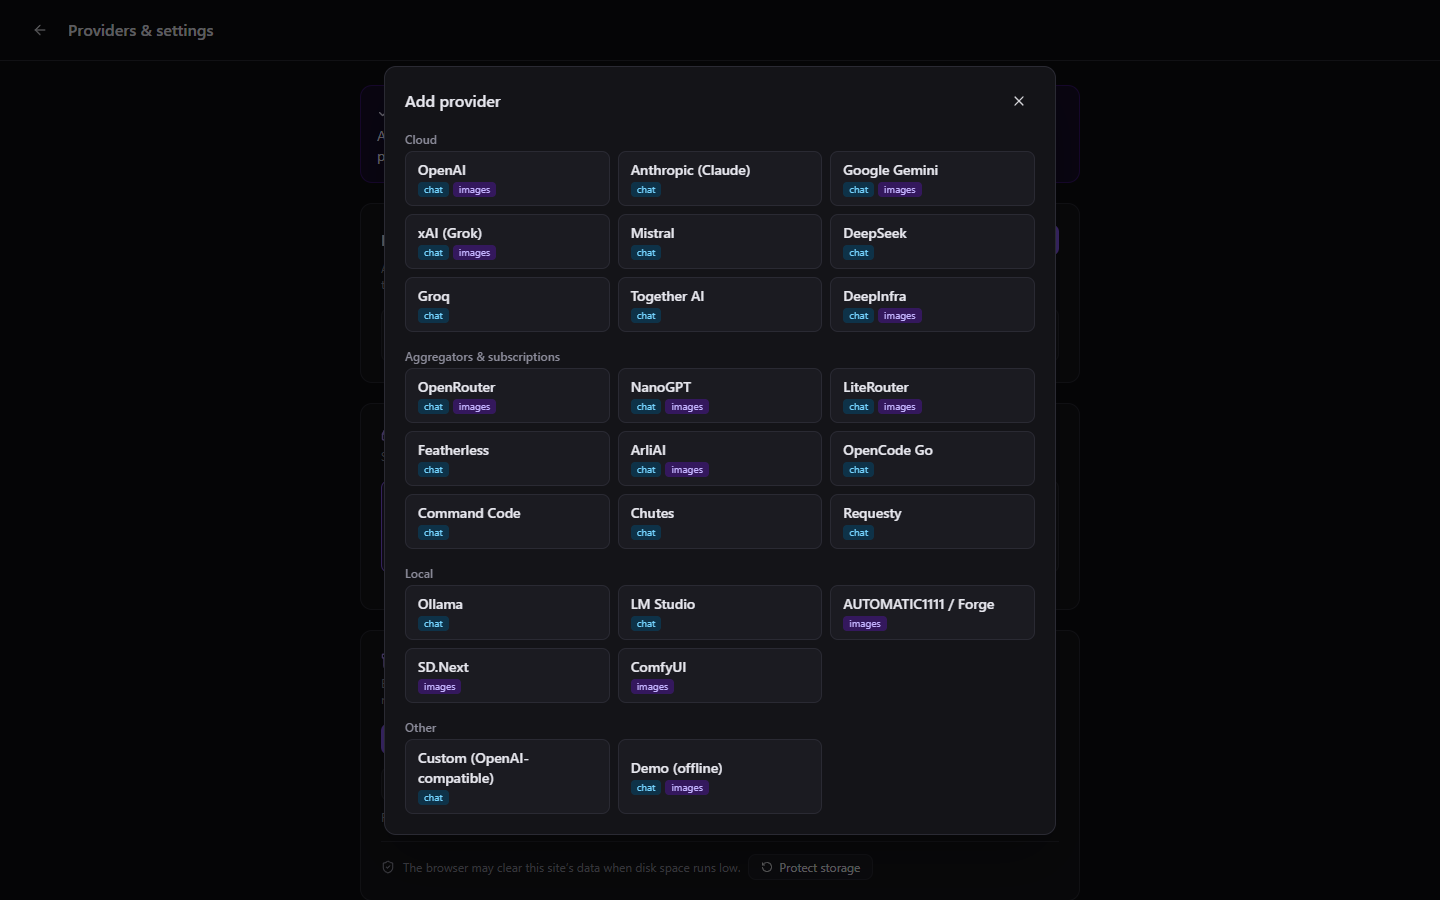 Providers & settings
Add provider
Cloud
OpenAI
chat images
Anthropic (Claude)
chat
Google Gemini
chat images
xAI (Grok)
chat images
Mistral
chat
DeepSeek
chat
Groq
chat
Together AI
chat
DeepInfra
chat images
Aggregators & subscriptions
OpenRouter
chat images
NanoGPT
chat images
LiteRouter
chat images
Featherless
chat
ArliAI
chat images
OpenCode Go
chat
Command Code
chat
Chutes
chat
Requesty
chat
Local
Ollama
chat
LM Studio
chat
AUTOMATIC1111 / Forge
images
SD.Next
images
ComfyUI
images
Other
Custom (OpenAI-
compatible)
chat
Demo (offline)
chat images
The browser may clear this site's data when disk space runs low.
Protect storage